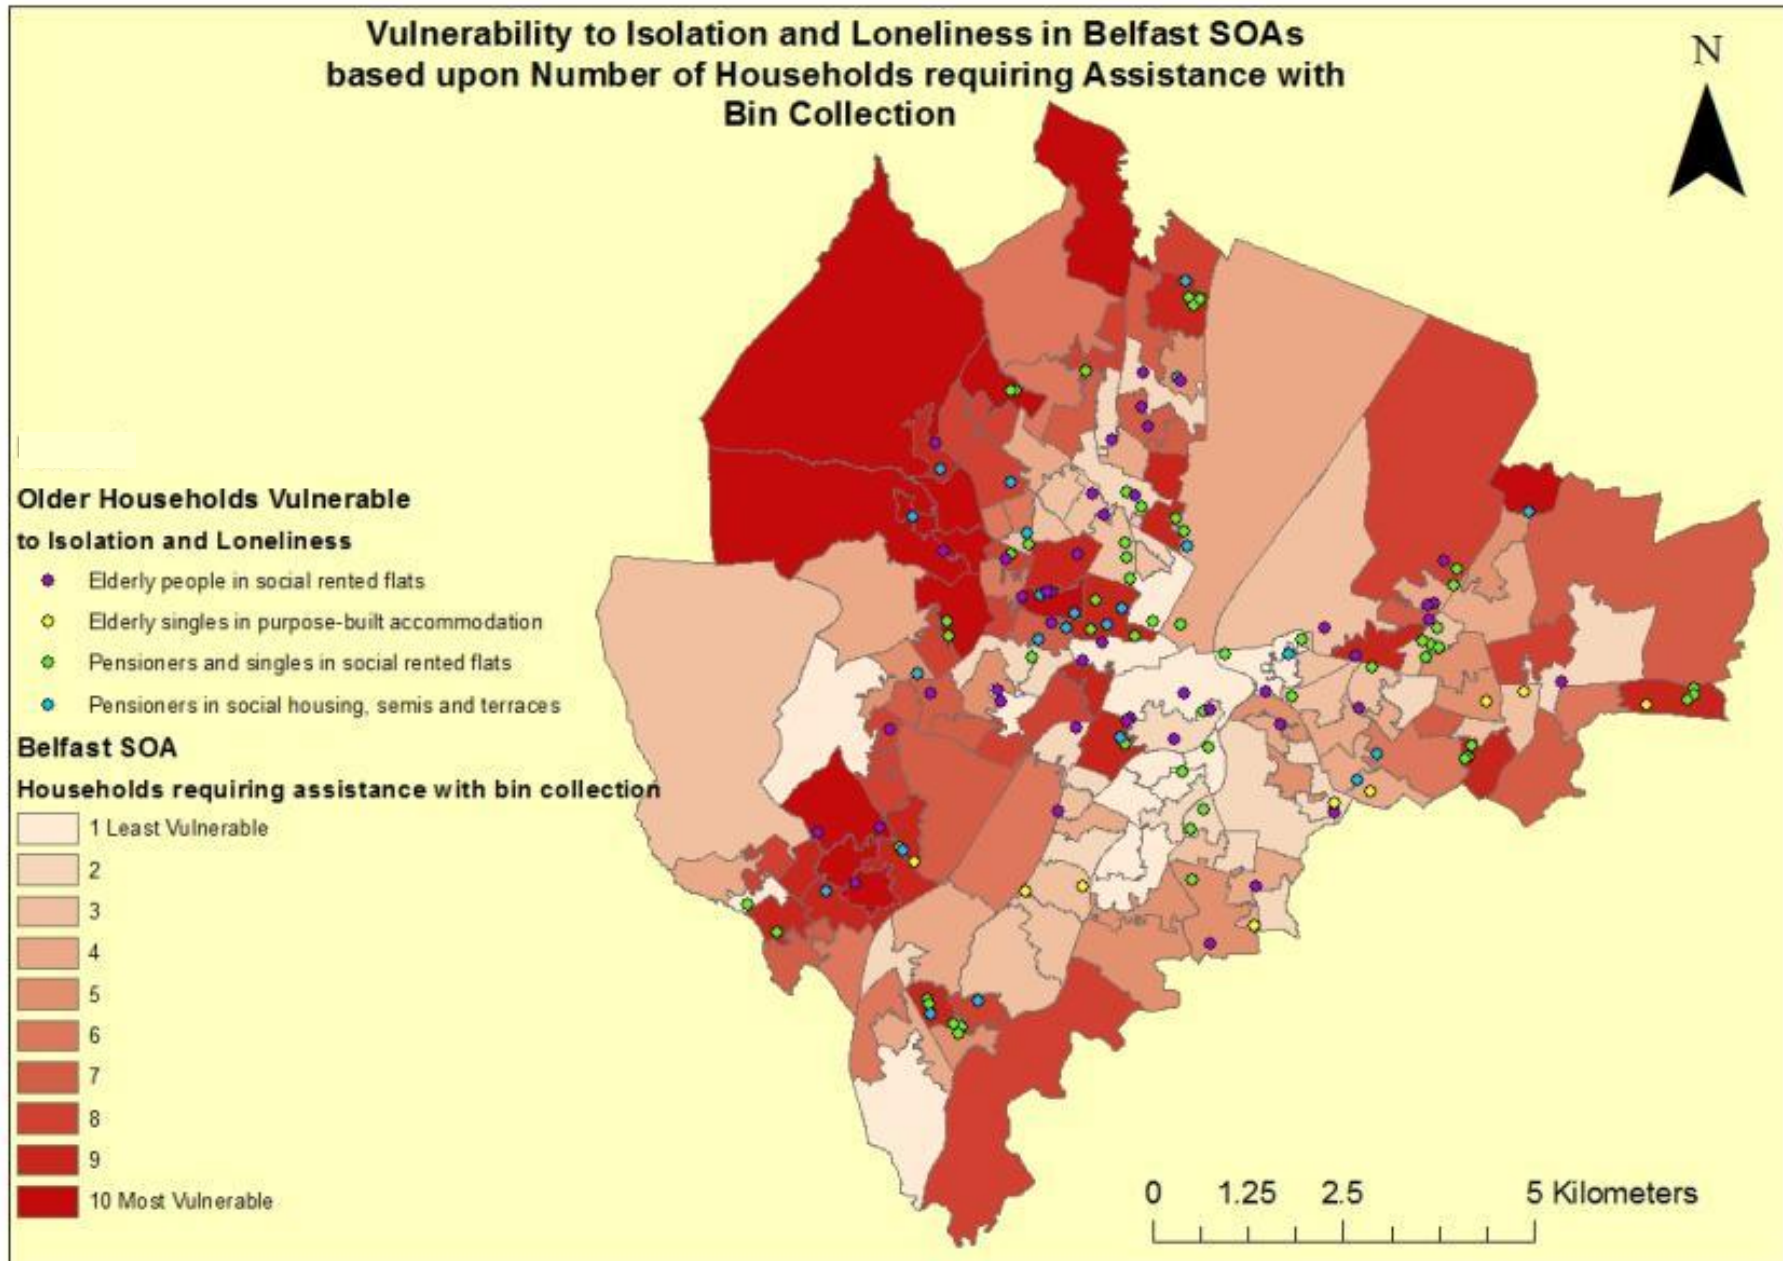 Vulnerability to Isolation and Loneliness in Belfast SOAs
based upon Number of Households requiring Assistance with
Bin Collection
N
Older Households Vulnerable
to Isolation and Loneliness
Elderly people in social rented flats
Elderly singles in purpose-built accommodation
Pensioners and singles in social rented flats
Pensioners in social housing, semis and terraces
Belfast SOA
Households requiring assistance with bin collection
1 Least Vulnerable
2
3
4
5
6
7
8
9
10 Most Vulnerable
0 1.25 2.5 5 Kilometers